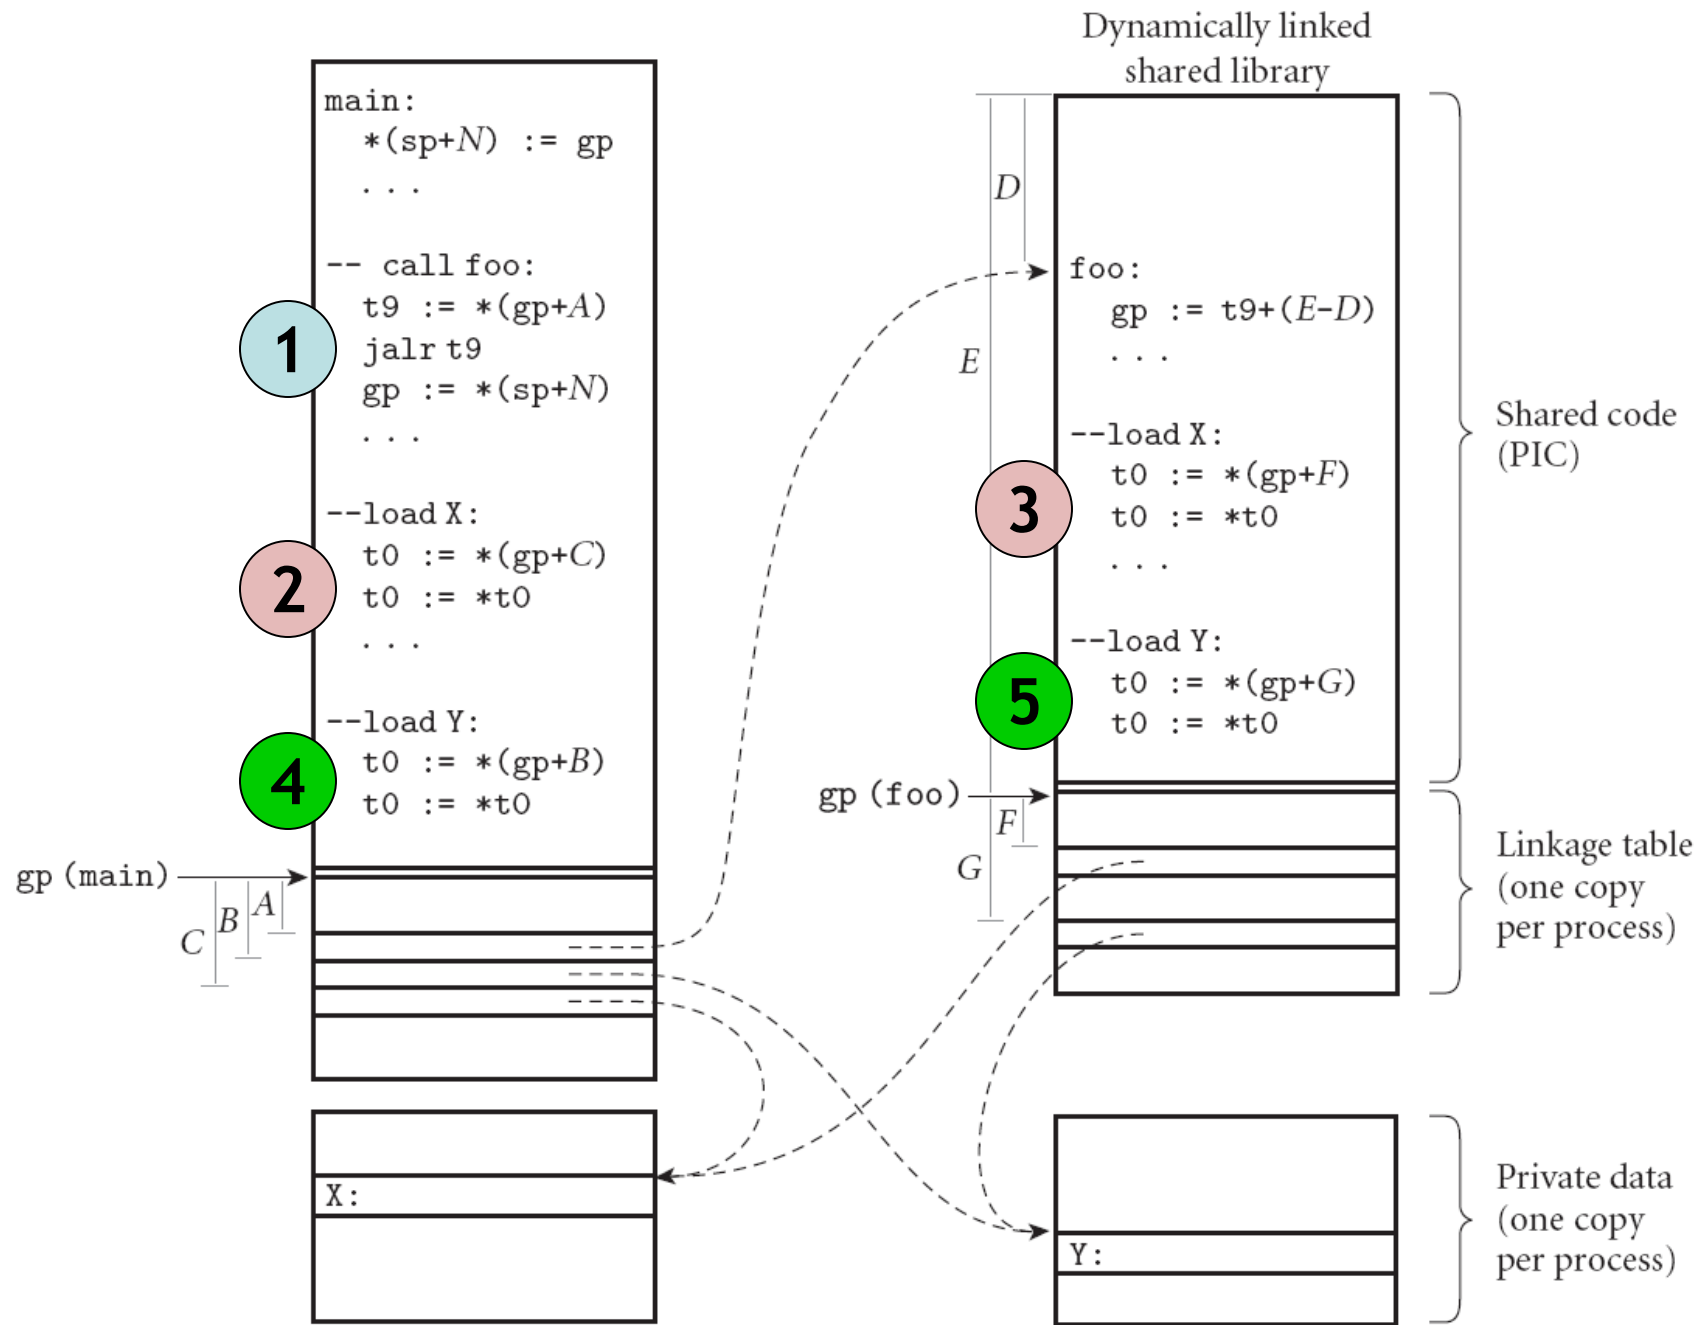 Dynamically linked
shared library
main:
*(sp+N) := gp
. . .
-- call foo:
t9 := *(gp+A)
jalr t9
gp := *(sp+N)
. . .
--load X:
t0 := *(gp+C)
t0 := *t0
. . .
--load Y:
t0 := *(gp+B)
t0 := *t0
1
2
4
gp (main)
A
B
C
X:
D
E
foo:
gp := t9+(E-D)
. . .
--load X:
t0 := *(gp+F)
t0 := *t0
. . .
--load Y:
t0 := *(gp+G)
t0 := *t0
3
5
gp (foo)
F
G
Y:
Shared code
(PIC)
Linkage table
(one copy
per process)
Private data
(one copy
per process)